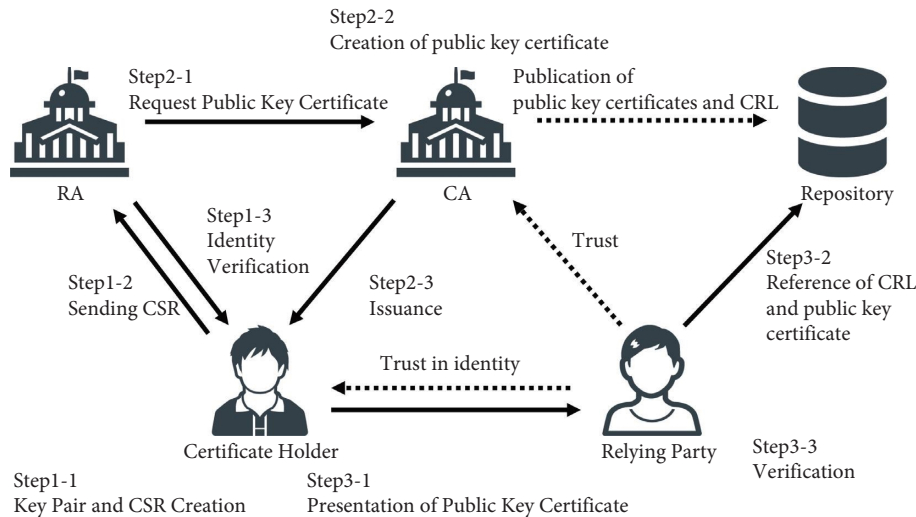 Step2-2
Creation of public key certificate
Step2-1
Request Public Key Certificate
Publication of
public key certificates and CRL
RA
CA
Repository
Step1-3
Identity
Verification
Trust
Step1-2
Sending CSR
Step2-3
Issuance
Step3-2
Reference of CRL
and public key
certificate
Trust in identity
Certificate Holder
Relying Party
Step3-3
Verification
Step1-1
Key Pair and CSR Creation
Step3-1
Presentation of Public Key Certificate